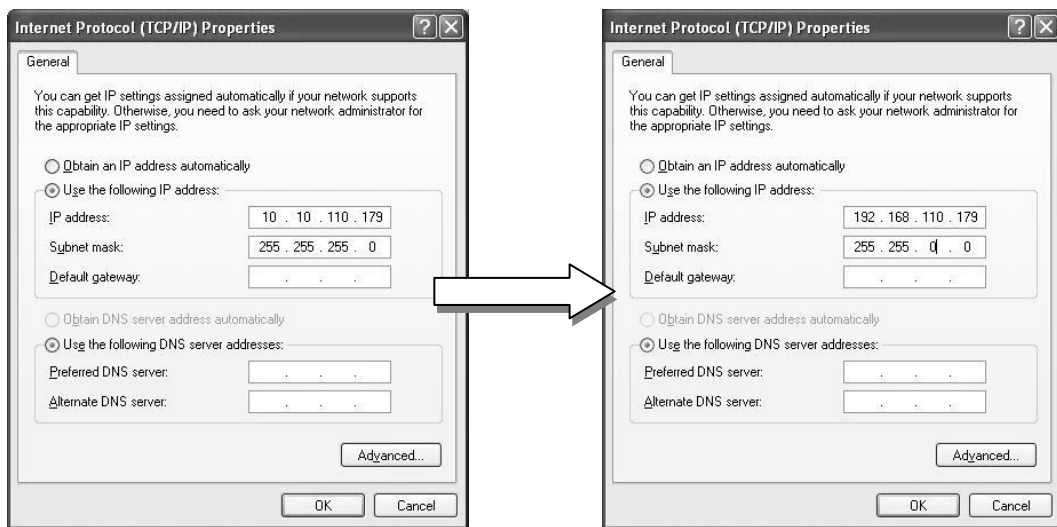 Internet Protocol (TCP/IP) Properties
General
You can get IP settings assigned automatically if your network supports
this capability. Otherwise, you need to ask your network administrator for
the appropriate IP settings.
Obtain an IP address automatically
Use the following IP address:
IP address: 10 . 10 . 110 . 179
Subnet mask: 255 . 255 . 255 . 0
Default gateway: . . .
Obtain DNS server address automatically
Use the following DNS server addresses:
Preferred DNS server: . . .
Alternate DNS server: . . .
Advanced...
OK Cancel
Internet Protocol (TCP/IP) Properties
General
You can get IP settings assigned automatically if your network supports
this capability. Otherwise, you need to ask your network administrator for
the appropriate IP settings.
Obtain an IP address automatically
Use the following IP address:
IP address: 192 . 168 . 110 . 179
Subnet mask: 255 . 255 . 0 . 0
Default gateway: . . .
Obtain DNS server address automatically
Use the following DNS server addresses:
Preferred DNS server: . . .
Alternate DNS server: . . .
Advanced...
OK Cancel